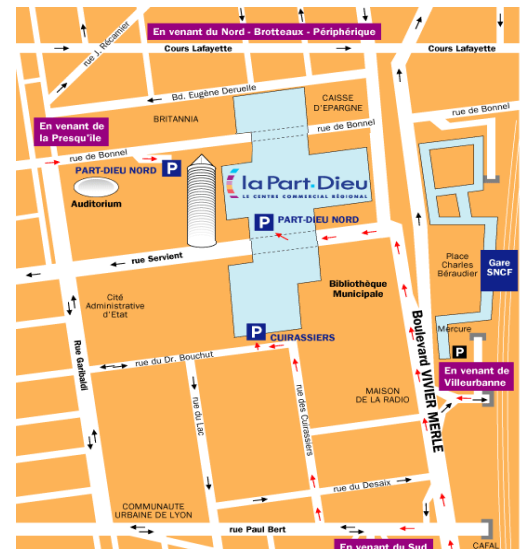 En venant du Nord - Brotteaux - Périphérique
rue J. Récamier
Cours Lafayette
Cours Lafayette
Bd. Eugène Deruelle
CAISSE
D'EPARGNE
BRITANNIA
rue de Bonnel
rue de Bonnel
En venant de
la Presqu'île
rue de Bonnel
PART-DIEU NORD
P
Auditorium
la Part-Dieu
LE CENTRE COMMERCIAL RÉGIONAL
P
PART-DIEU NORD
rue Servient
Place
Charles
Béraudier
Gare
SNCF
Bibliothèque
Municipale
Cité
Administrative
d'Etat
Rue Garibaldi
P
CUIRASSIERS
Boulevard VIVIER MERLE
Mercure
P
rue du Dr. Bouchut
En venant de
Villeurbanne
rue du Lac
rue des Cuirassiers
MAISON
DE LA RADIO
rue du Desaix
COMMUNAUTE
URBAINE DE LYON
rue Paul Bert
En venant du Sud
CAFAL